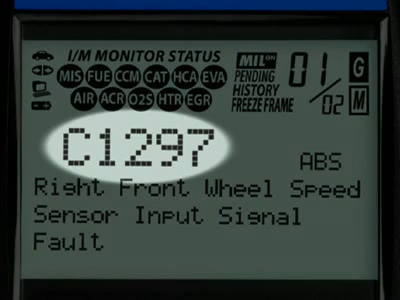 I/M MONITOR STATUS
MIS FUE CCM CAT HCA EVA
AIR ACR O2S HTR EGR
MIL ON
PENDING
HISTORY
FREEZE FRAME
01/02
G
M
C1297
ABS
Right Front Wheel Speed
Sensor Input Signal
Fault